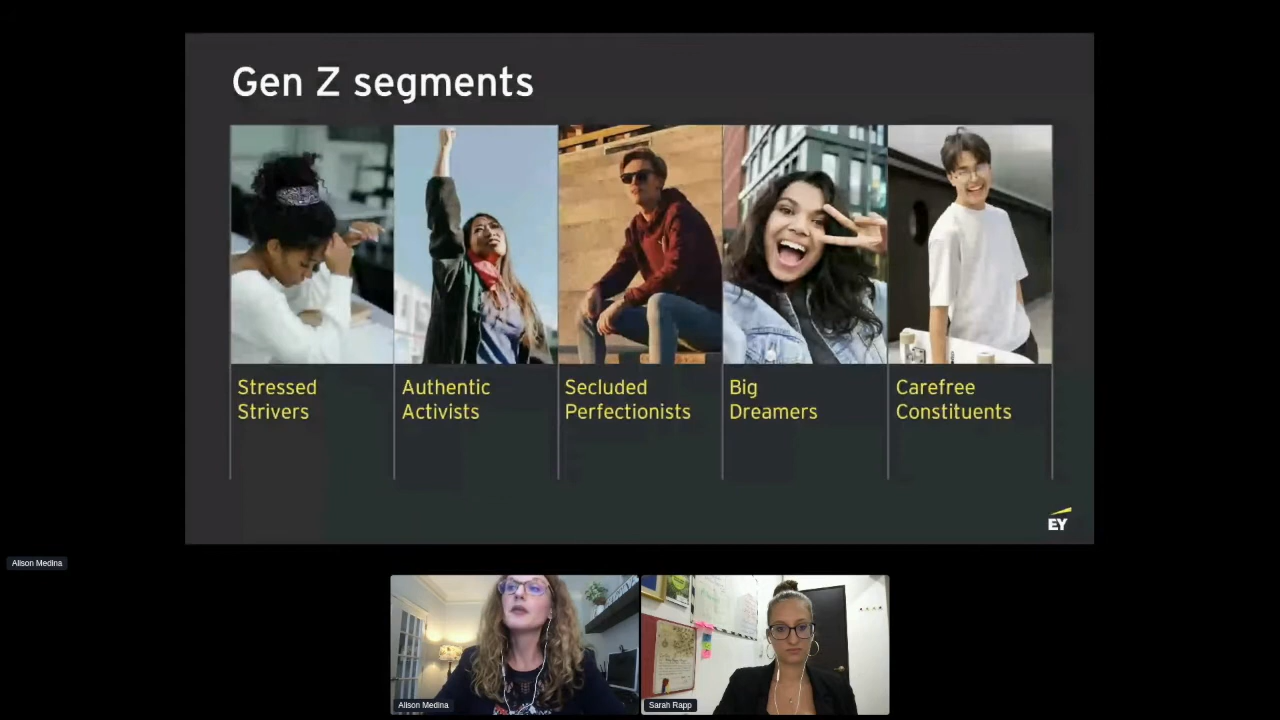 Gen Z segments
Stressed
Strivers
Authentic
Activists
Secluded
Perfectionists
Big
Dreamers
Carefree
Constituents
EY
Alison Medina
Alison Medina
Sarah Rapp